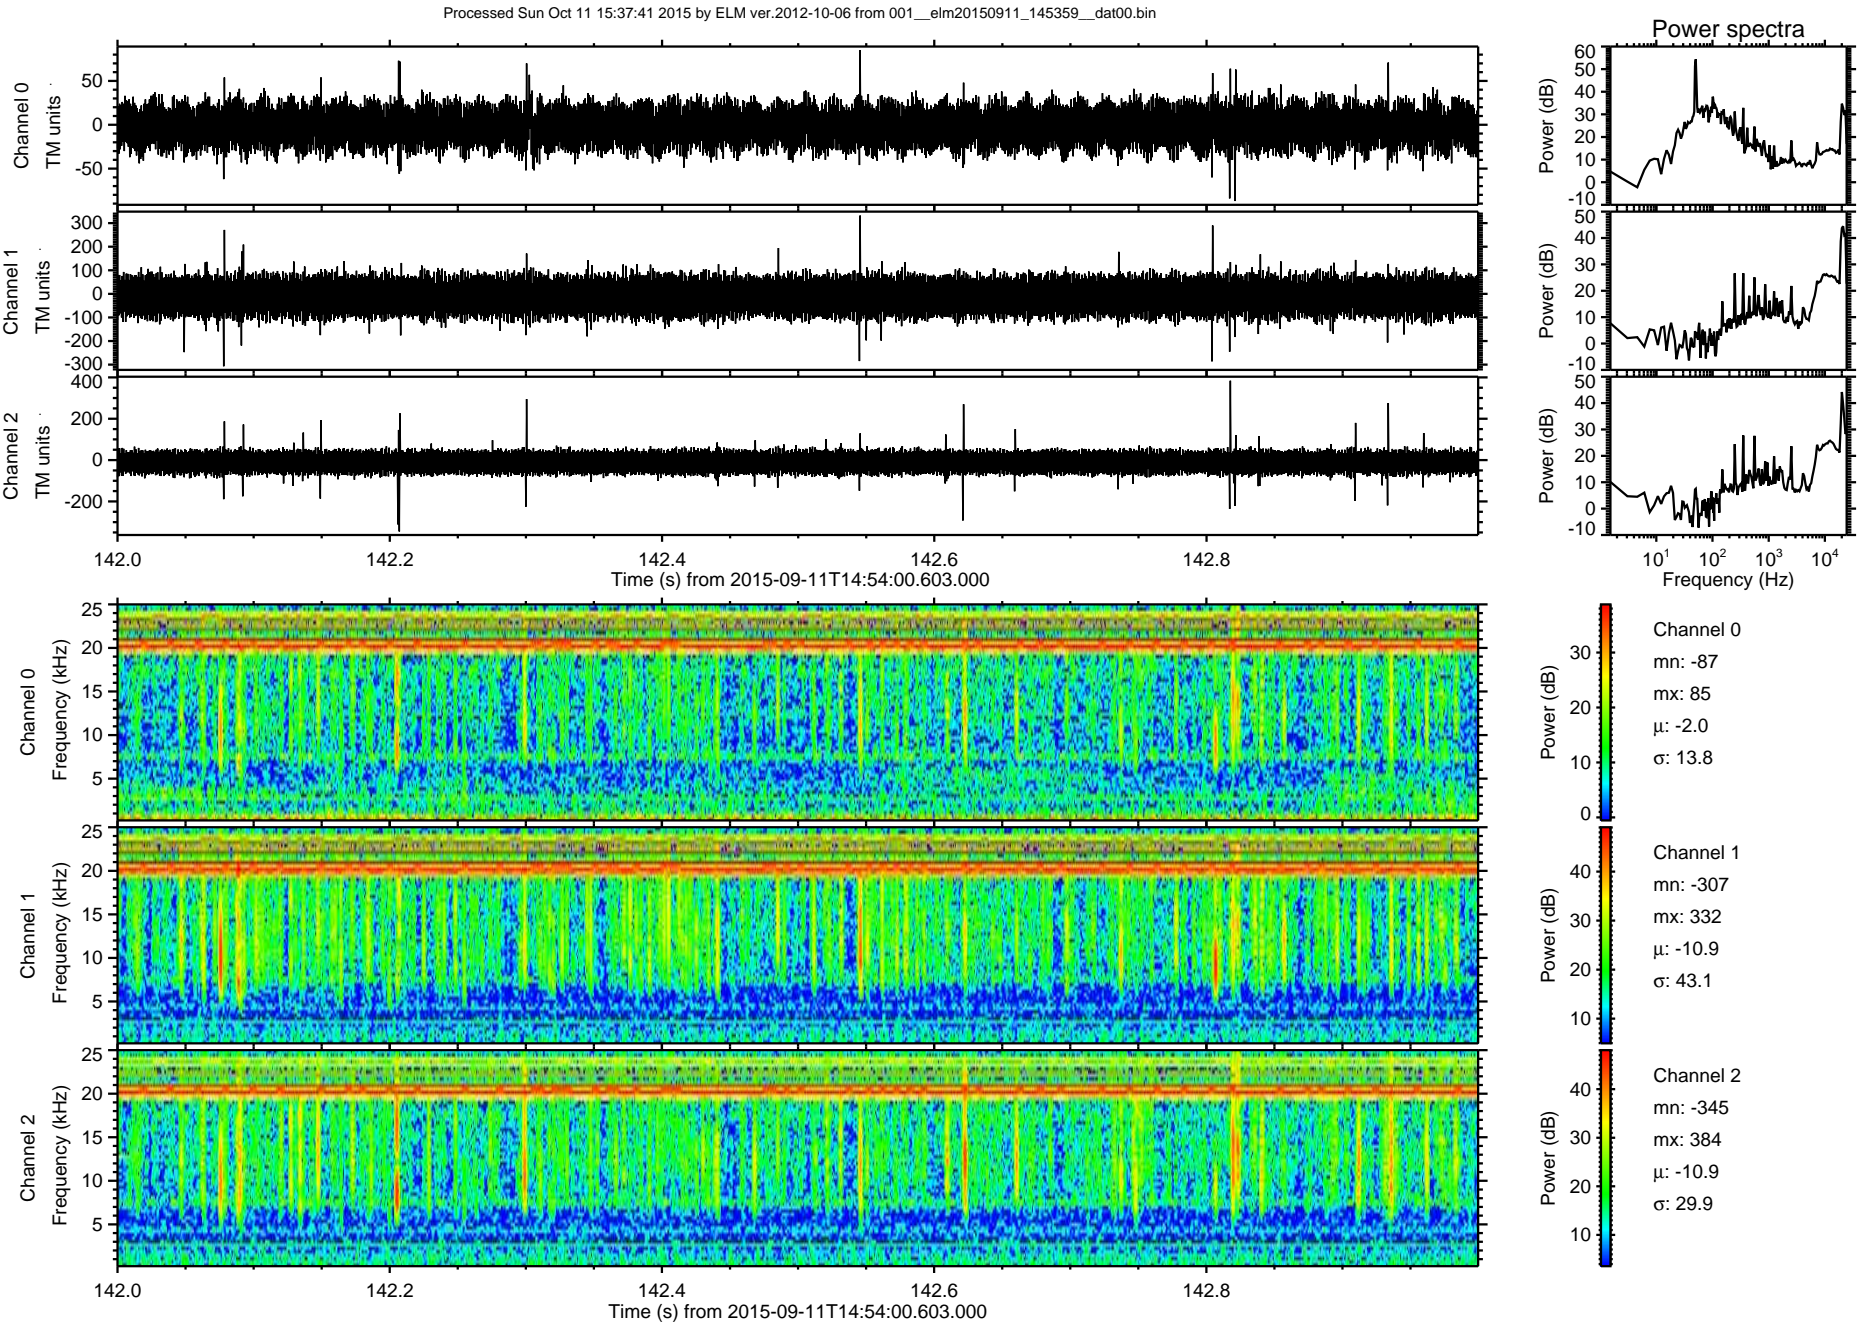 Processed Sun Oct 11 15:37:41 2015 by ELM ver.2012-10-06 from 001__elm20150911_145359__dat00.bin
Power spectra
Channel 0
TM units
50
0
-50
Power (dB)
60
50
40
30
20
10
0
-10
Channel 1
TM units
300
200
100
0
-100
-200
-300
Power (dB)
50
40
30
20
10
0
-10
Channel 2
TM units
400
200
0
-200
Power (dB)
50
40
30
20
10
0
-10
142.0 142.2 142.4 142.6 142.8
Time (s) from 2015-09-11T14:54:00.603.000
10^1 10^2 10^3 10^4
Frequency (Hz)
Channel 0
Frequency (kHz)
25
20
15
10
5
Power (dB)
30
20
10
0
Channel 0
mn: -87
mx: 85
μ: -2.0
σ: 13.8
Channel 1
Frequency (kHz)
25
20
15
10
5
Power (dB)
40
30
20
10
Channel 1
mn: -307
mx: 332
μ: -10.9
σ: 43.1
Channel 2
Frequency (kHz)
25
20
15
10
5
Power (dB)
40
30
20
10
Channel 2
mn: -345
mx: 384
μ: -10.9
σ: 29.9
142.0 142.2 142.4 142.6 142.8
Time (s) from 2015-09-11T14:54:00.603.000